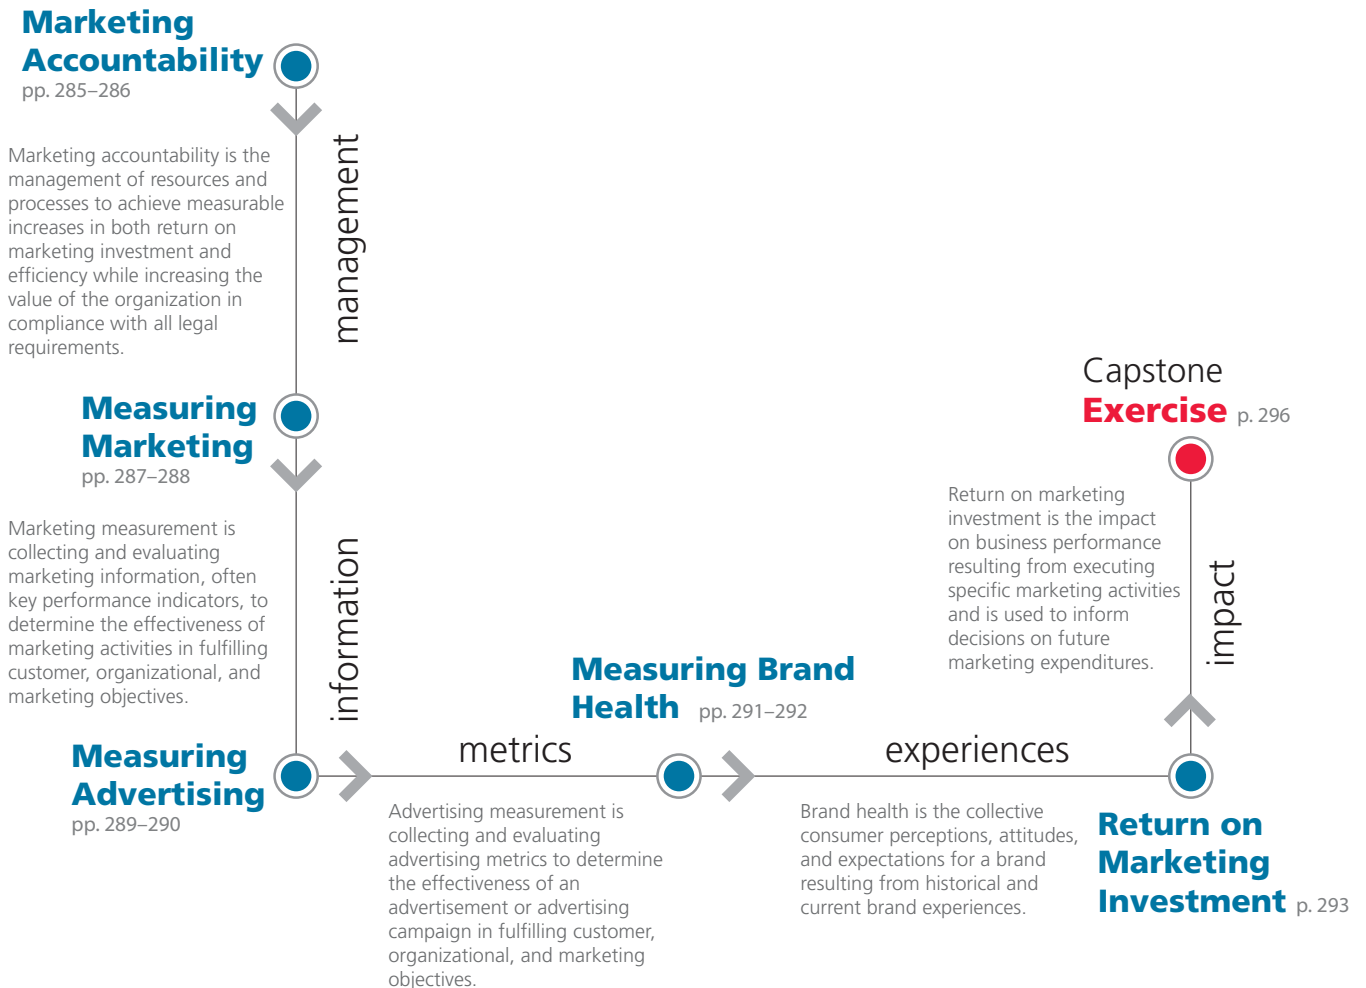 Marketing
Accountability
pp. 285–286
Marketing accountability is the
management of resources and
processes to achieve measurable
increases in both return on
marketing investment and
efficiency while increasing the
value of the organization in
compliance with all legal
requirements.
management
Measuring
Marketing
pp. 287–288
Marketing measurement is
collecting and evaluating
marketing information, often
key performance indicators, to
determine the effectiveness of
marketing activities in fulfilling
customer, organizational, and
marketing objectives.
information
Measuring
Advertising
pp. 289–290
metrics
Advertising measurement is
collecting and evaluating
advertising metrics to determine
the effectiveness of an
advertisement or advertising
campaign in fulfilling customer,
organizational, and marketing
objectives.
Measuring Brand
Health pp. 291–292
experiences
Brand health is the collective
consumer perceptions, attitudes,
and expectations for a brand
resulting from historical and
current brand experiences.
Return on
Marketing
Investment p. 293
Return on marketing
investment is the impact
on business performance
resulting from executing
specific marketing activities
and is used to inform
decisions on future
marketing expenditures.
impact
Capstone
Exercise p. 296